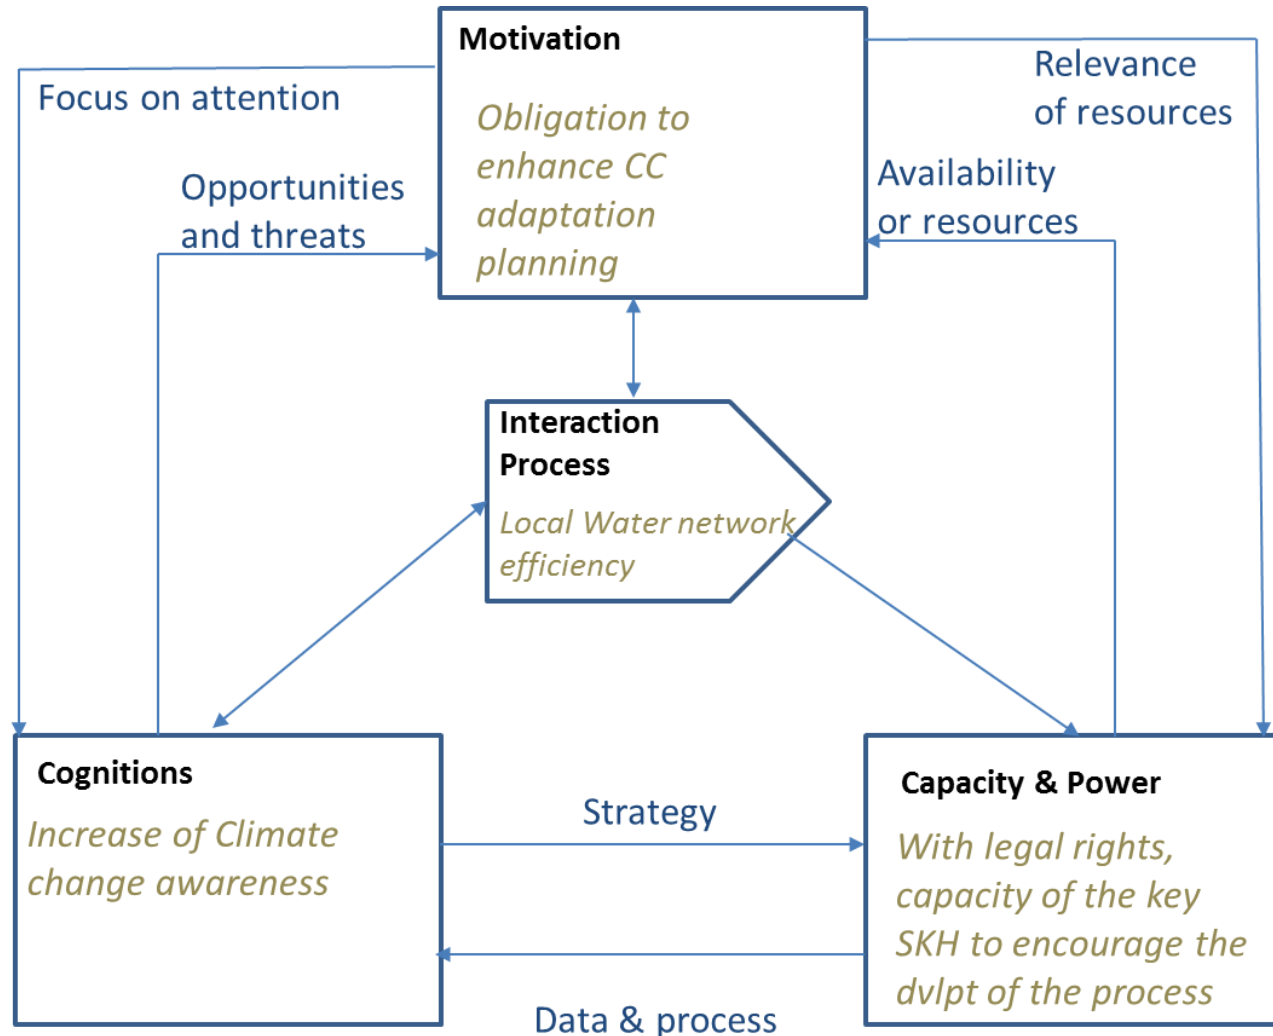 Motivation
Obligation to
enhance CC
adaptation
planning
Focus on attention
Relevance
of resources
Opportunities
and threats
Availability
or resources
Interaction
Process
Local Water network
efficiency
Cognitions
Increase of Climate
change awareness
Strategy
Data & process
Capacity & Power
With legal rights,
capacity of the key
SKH to encourage the
dvlpt of the process